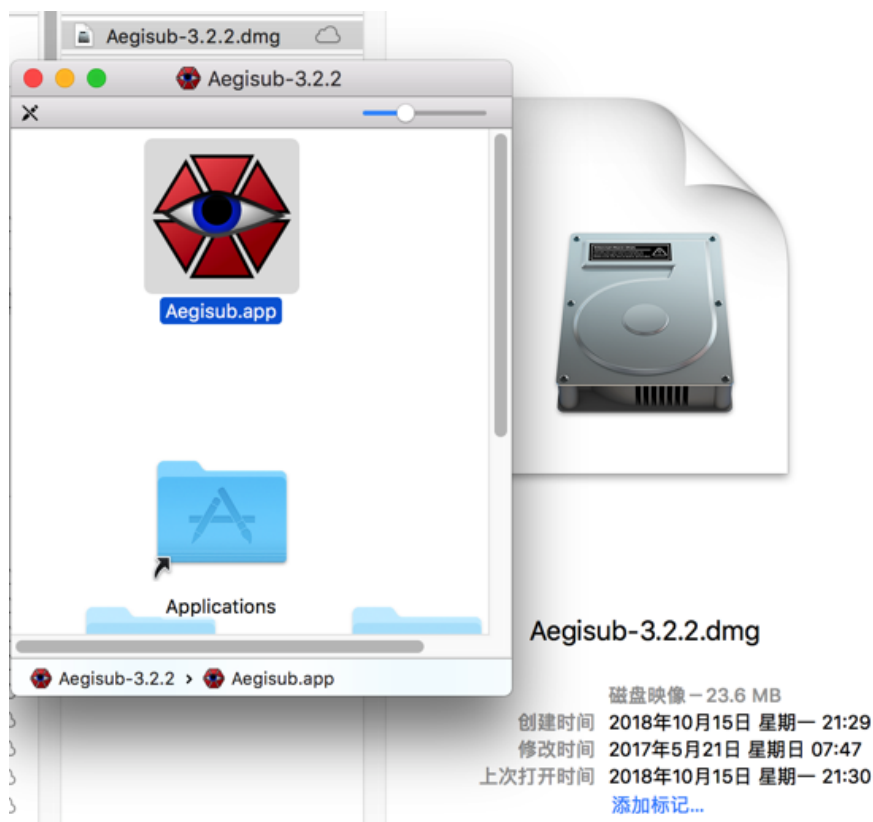 Aegisub-3.2.2.dmg
Aegisub-3.2.2
Aegisub.app
Applications
Aegisub-3.2.2 › Aegisub.app
Aegisub-3.2.2.dmg
磁盘映像 – 23.6 MB
创建时间 2018年10月15日 星期一 21:29
修改时间 2017年5月21日 星期日 07:47
上次打开时间 2018年10月15日 星期一 21:30
添加标记...